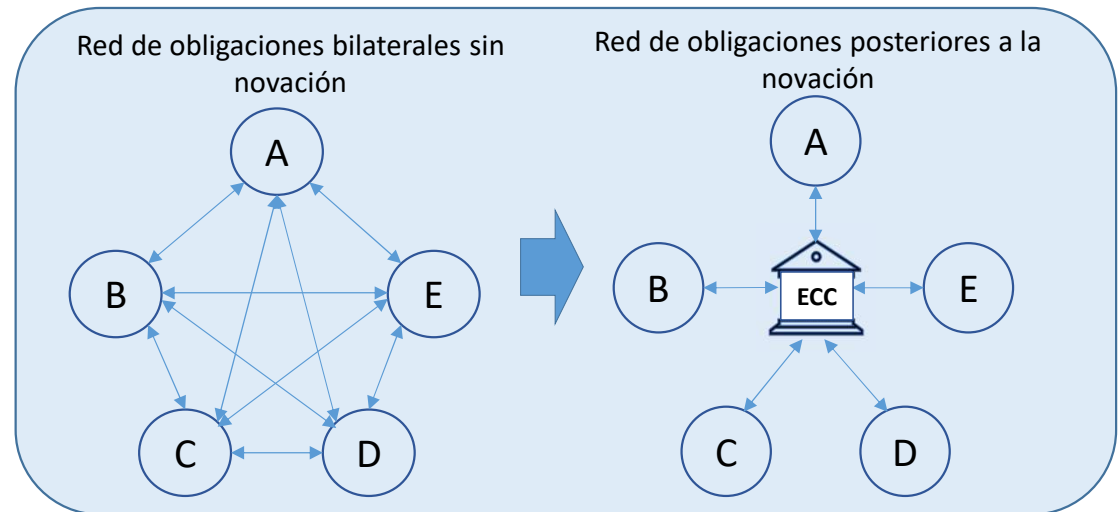 Red de obligaciones bilaterales sin
novación
A
B
E
C
D
Red de obligaciones posteriores a la
novación
A
B
ECC
E
C
D